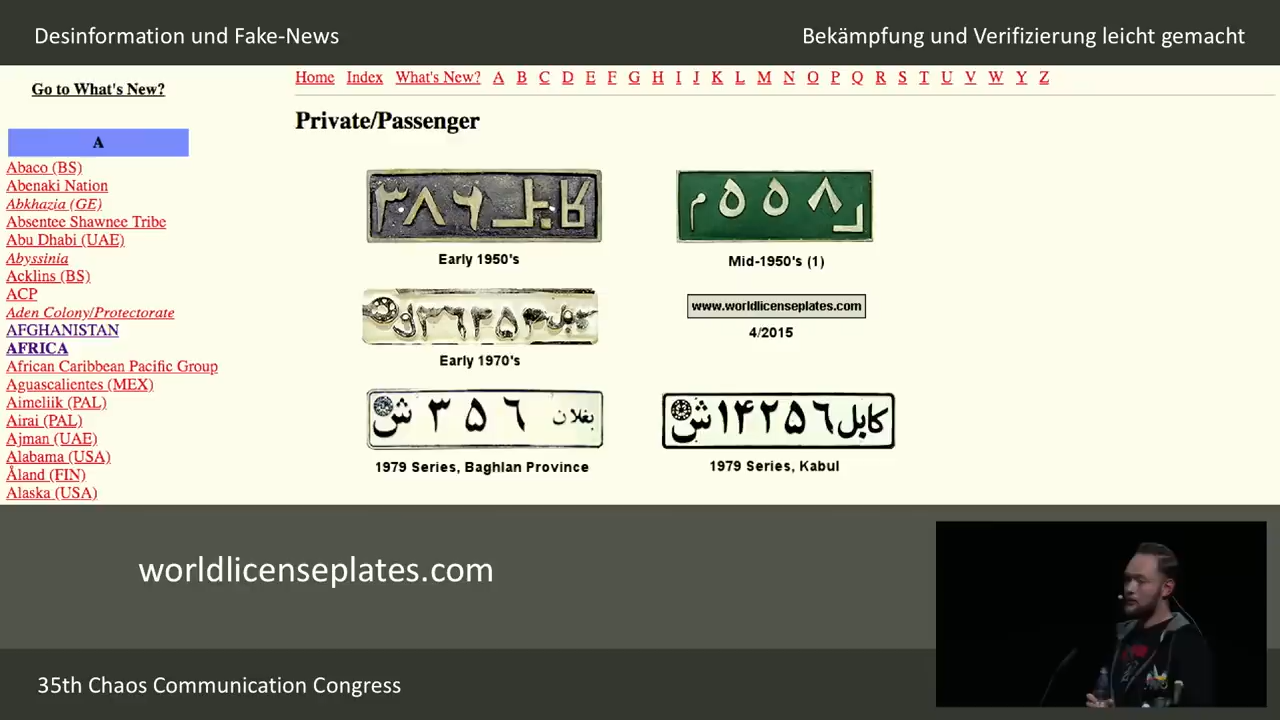 Desinformation und Fake-News
Bekämpfung und Verifizierung leicht gemacht
Go to What's New?
Home Index What's New? A B C D E F G H I J K L M N O P Q R S T U V W Y Z
A
Private/Passenger
Abaco (BS)
Abenaki Nation
Abkhazia (GE)
Absentee Shawnee Tribe
Abu Dhabi (UAE)
Abyssinia
Acklins (BS)
ACP
Aden Colony/Protectorate
AFGHANISTAN
AFRICA
African Caribbean Pacific Group
Aguascalientes (MEX)
Aimeliik (PAL)
Airai (PAL)
Ajman (UAE)
Alabama (USA)
Åland (FIN)
Alaska (USA)
۳۸۶
Early 1950's
۵۵۸
Mid-1950's (1)
Early 1970's
www.worldlicenseplates.com
4/2015
ش ۳۵۶ بغلان
1979 Series, Baghlan Province
ش ۱۴۲۵۶ کابل
1979 Series, Kabul
worldlicenseplates.com
35th Chaos Communication Congress